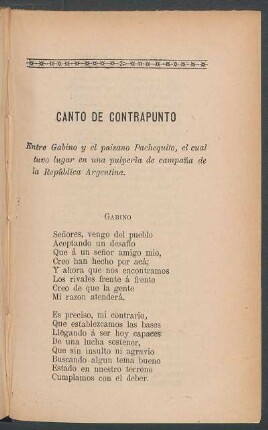 CANTO DE CONTRAPUNTO
Entre Gabino y el paisano Pachequito, el cual
tuvo lugar en una pulpería de campaña de
la República Argentina.
GABINO
Señores, vengo del pueblo
Aceptando un desafío
Que á un señor amigo mio,
Creo han hecho por acá;
Y ahora que nos encontramos
Los rivales frente á frente
Creo de que la gente
Mi razon atenderá.
Es preciso, mi contrario,
Que establezcamos las bases
Llegando á ser hoy capaces
De una lucha sostener,
Que sin insulto ni agravio
Buscando algun tema bueno
Estado en nuestro terreno
Cumplamos con el deber.